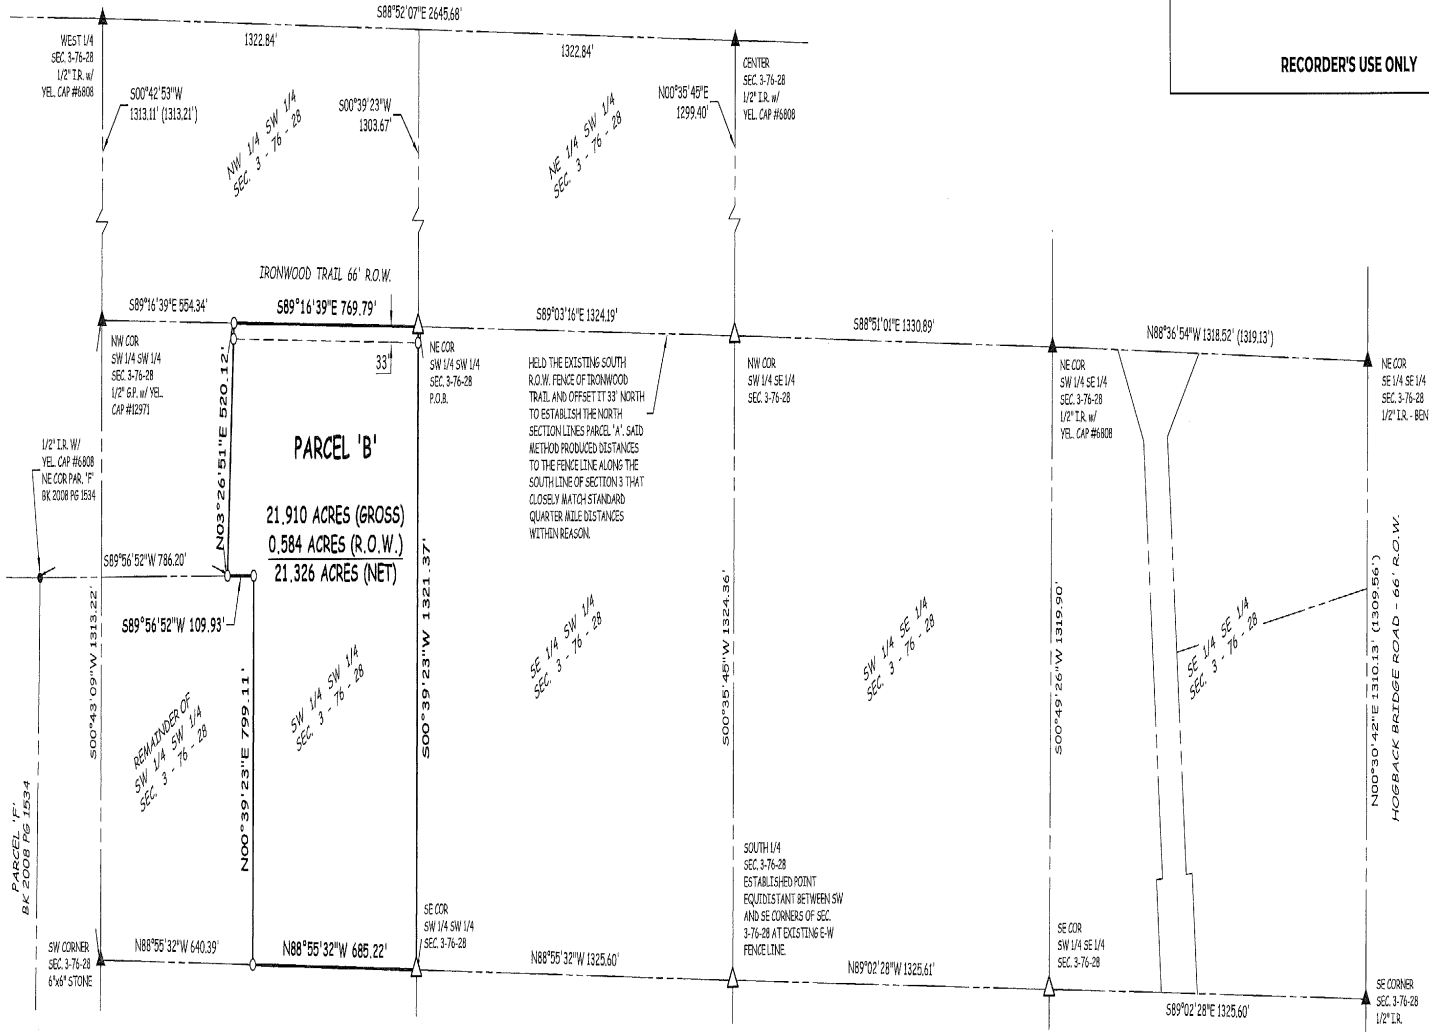 S88°52'07"E 2645.68'
1322.84'
1322.84'
RECORDER'S USE ONLY
WEST 1/4
SEC. 3-76-28
1/2" I.R. w/
YEL. CAP #6808
CENTER
SEC. 3-76-28
1/2" I.R. w/
YEL. CAP #6808
S00°42'53"W
1313.11' (1313.21')
S00°39'23"W
1303.67'
N00°35'45"E
1299.40'
NW 1/4 SW 1/4
SEC. 3 - 76 - 28
NE 1/4 SW 1/4
SEC. 3 - 76 - 28
IRONWOOD TRAIL 66' R.O.W.
S89°16'39"E 554.34'
S89°16'39"E 769.79'
S89°03'16"E 1324.19'
S88°51'01"E 1330.89'
N88°36'54"W 1318.52' (1319.13')
NW COR
SW 1/4 SW 1/4
SEC. 3-76-28
1/2" G.P. w/ YEL.
CAP #12971
33'
NE COR
SW 1/4 SW 1/4
SEC. 3-76-28
P.O.B.
HELD THE EXISTING SOUTH
R.O.W. FENCE OF IRONWOOD
TRAIL AND OFFSET IT 33' NORTH
TO ESTABLISH THE NORTH
SECTION LINES PARCEL 'A'. SAID
METHOD PRODUCED DISTANCES
TO THE FENCE LINE ALONG THE
SOUTH LINE OF SECTION 3 THAT
CLOSELY MATCH STANDARD
QUARTER MILE DISTANCES
WITHIN REASON.
NW COR
SW 1/4 SE 1/4
SEC. 3-76-28
NE COR
SW 1/4 SE 1/4
SEC. 3-76-28
1/2" I.R. w/
YEL. CAP #6808
NE COR
SE 1/4 SE 1/4
SEC. 3-76-28
1/2" I.R. - BEN
N03°26'51"E 520.12'
PARCEL 'B'
21.910 ACRES (GROSS)
0.584 ACRES (R.O.W.)
21.326 ACRES (NET)
1/2" I.R. W/
YEL. CAP #6808
NE COR PAR. 'F'
BK 2008 PG 1534
S89°56'52"W 786.20'
S89°56'52"W 109.93'
S00°43'09"W 1313.22'
N00°39'23"E 799.11'
S00°39'23"W 1321.37'
S00°35'45"W 1324.36'
S00°49'26"W 1319.90'
N00°30'42"E 1310.13' (1309.56')
HOGBACK BRIDGE ROAD - 66' R.O.W.
REMAINDER OF
SW 1/4 SW 1/4
SEC. 3 - 76 - 28
SW 1/4 SW 1/4
SEC. 3 - 76 - 28
SE 1/4 SW 1/4
SEC. 3 - 76 - 28
SW 1/4 SE 1/4
SEC. 3 - 76 - 28
SE 1/4 SE 1/4
SEC. 3 - 76 - 28
PARCEL 'F'
BK 2008 PG 1534
SOUTH 1/4
SEC. 3-76-28
ESTABLISHED POINT
EQUIDISTANT BETWEEN SW
AND SE CORNERS OF SEC.
3-76-28 AT EXISTING E-W
FENCE LINE.
SE COR
SW 1/4 SW 1/4
SEC. 3-76-28
SE COR
SW 1/4 SE 1/4
SEC. 3-76-28
SW CORNER
SEC. 3-76-28
6"x6" STONE
N88°55'32"W 640.39'
N88°55'32"W 685.22'
N88°55'32"W 1325.60'
N89°02'28"W 1325.61'
S89°02'28"E 1325.60'
SE CORNER
SEC. 3-76-28
1/2" I.R.